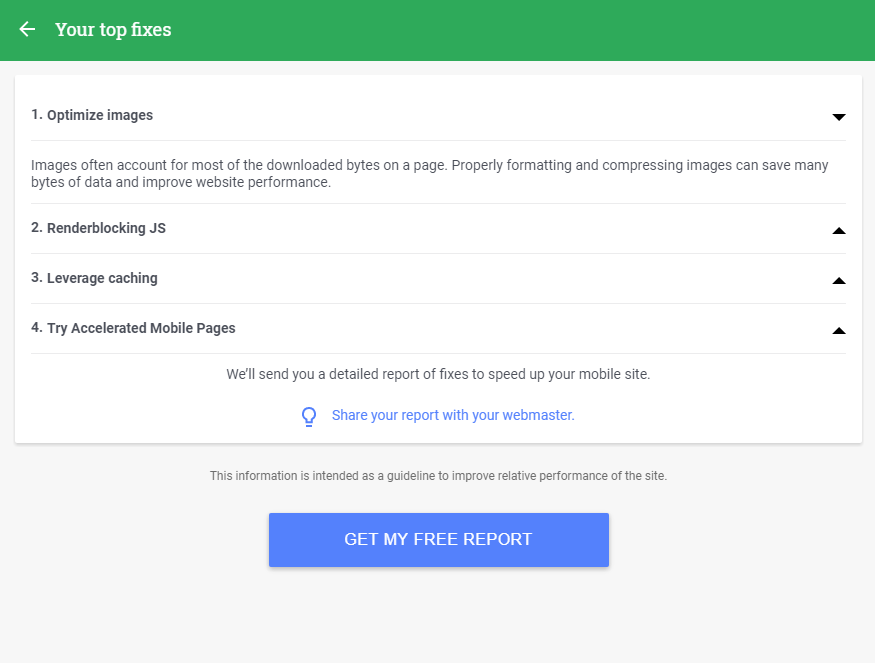 Your top fixes
1. Optimize images
Images often account for most of the downloaded bytes on a page. Properly formatting and compressing images can save many
bytes of data and improve website performance.
2. Renderblocking JS
3. Leverage caching
4. Try Accelerated Mobile Pages
We’ll send you a detailed report of fixes to speed up your mobile site.
Share your report with your webmaster.
This information is intended as a guideline to improve relative performance of the site.
GET MY FREE REPORT